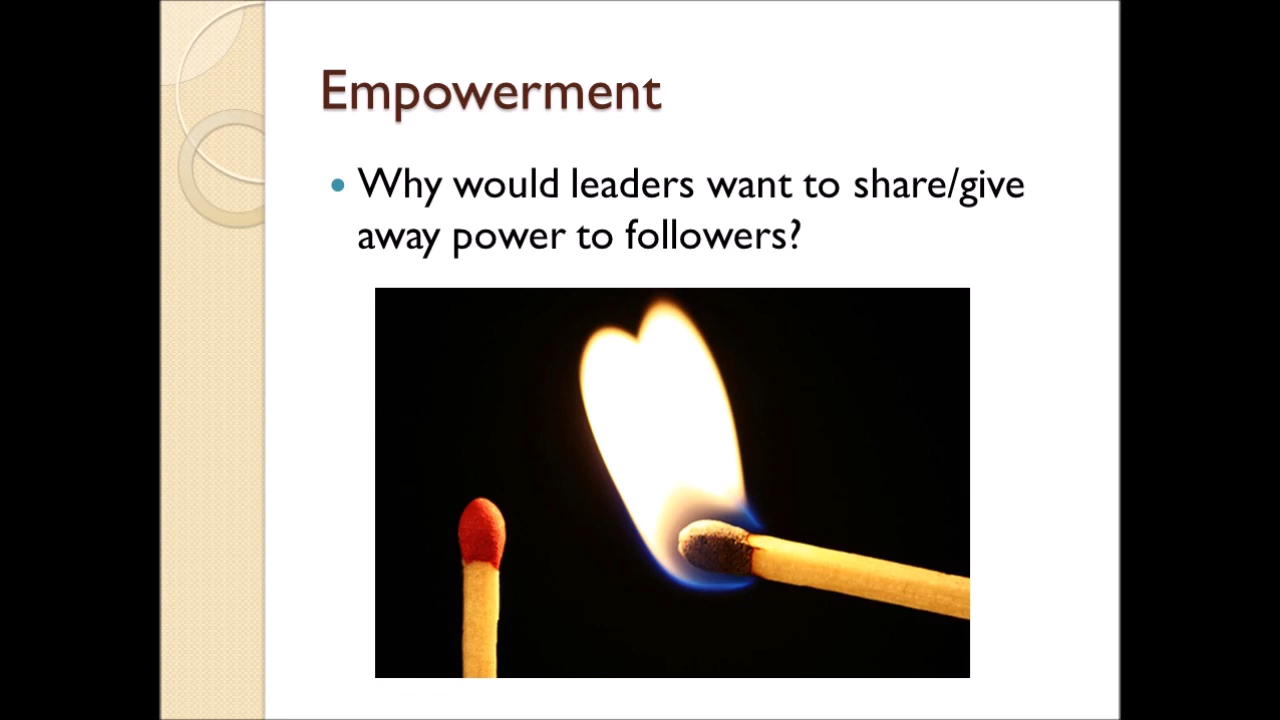 Empowerment
• Why would leaders want to share/give
away power to followers?